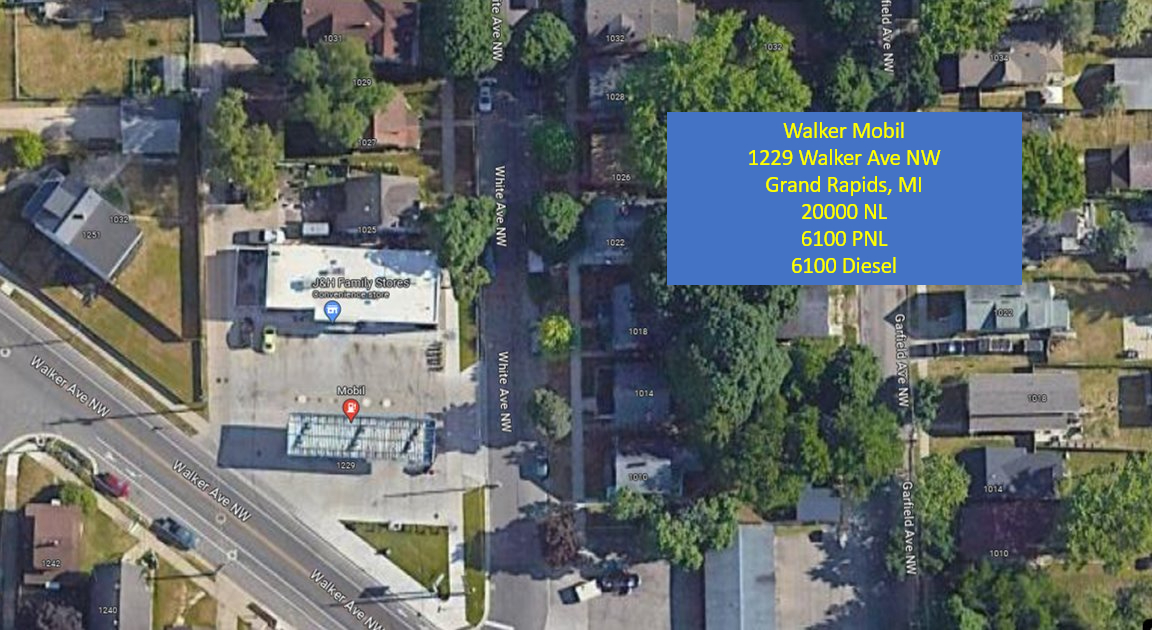 1031
White Ave NW
1032
1032
Garfield Ave NW
1034
1029
1028
1027
Walker Mobil
1229 Walker Ave NW
Grand Rapids, MI
20000 NL
6100 PNL
6100 Diesel
1026
1032
1251
1025
White Ave NW
1022
J&H Family Stores
Convenience store
1018
1022
Garfield Ave NW
Walker Ave NW
White Ave NW
Mobil
1014
1018
1229
Walker Ave NW
1010
1014
Garfield Ave NW
1242
1010
Walker Ave NW
1240